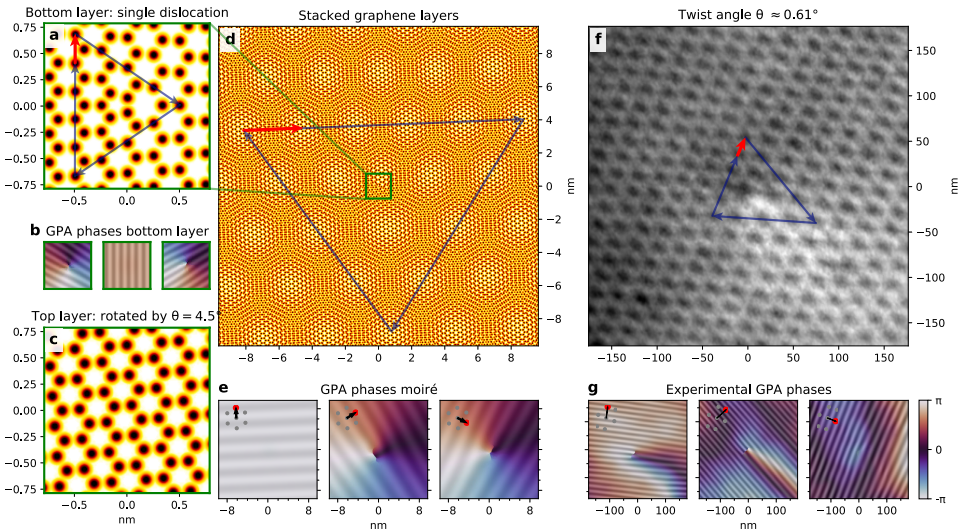 Bottom layer: single dislocation
a
0.75
0.50
0.25
0.00
−0.25
−0.50
−0.75
−0.5 0.0 0.5
b GPA phases bottom layer
Top layer: rotated by θ = 4.5°
c
0.75
0.50
0.25
0.00
−0.25
−0.50
−0.75
−0.5 0.0 0.5
nm
Stacked graphene layers
d
8
6
4
2
0
−2
−4
−6
−8
nm
−8 −6 −4 −2 0 2 4 6 8
e GPA phases moiré
−8 0 8
−8 0 8
−8 0 8
nm
Twist angle θ ≈ 0.61°
f
150
100
50
0
−50
−100
−150
nm
−150 −100 −50 0 50 100 150
g Experimental GPA phases
−100 0 100
−100 0 100
−100 0 100
nm
π
0
−π